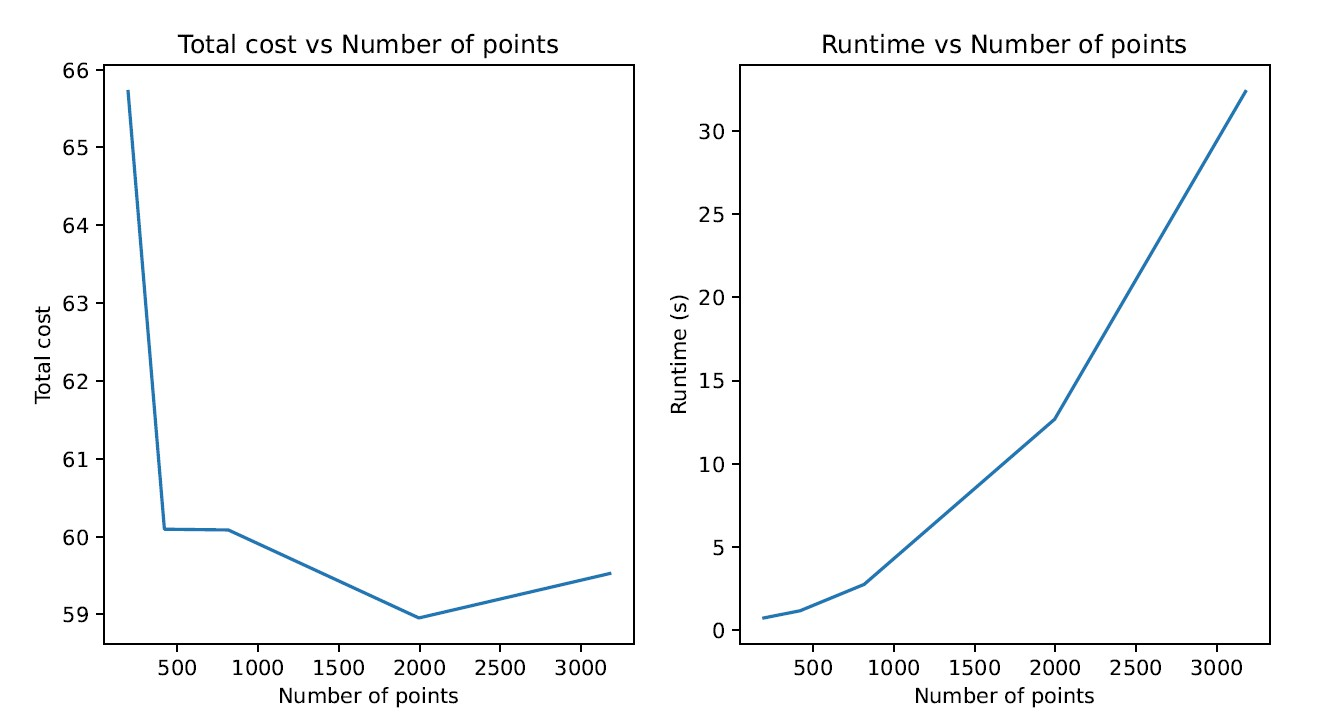 Total cost vs Number of points
66
65
64
63
62
61
60
59
Total cost
500 1000 1500 2000 2500 3000
Number of points
Runtime vs Number of points
30
25
20
15
10
5
0
Runtime (s)
500 1000 1500 2000 2500 3000
Number of points